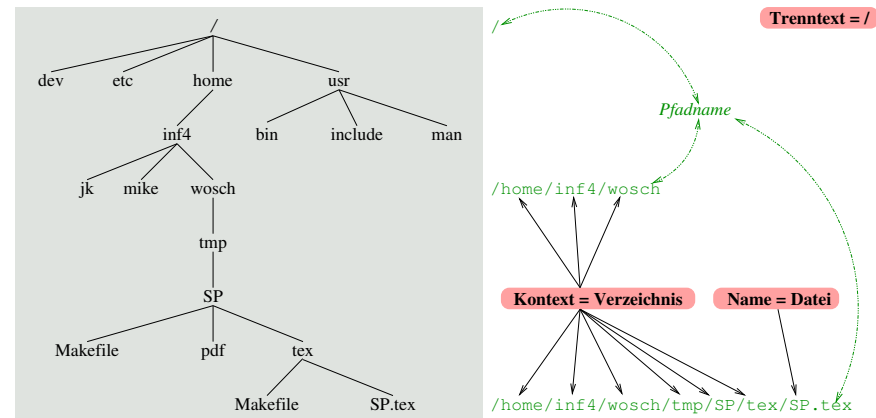 /
dev etc home usr
inf4 bin include man
jk mike wosch
tmp
SP
Makefile pdf tex
Makefile SP.tex
Trenntext = /
/
Pfadname
/home/inf4/wosch
Kontext = Verzeichnis Name = Datei
/home/inf4/wosch/tmp/SP/tex/SP.tex